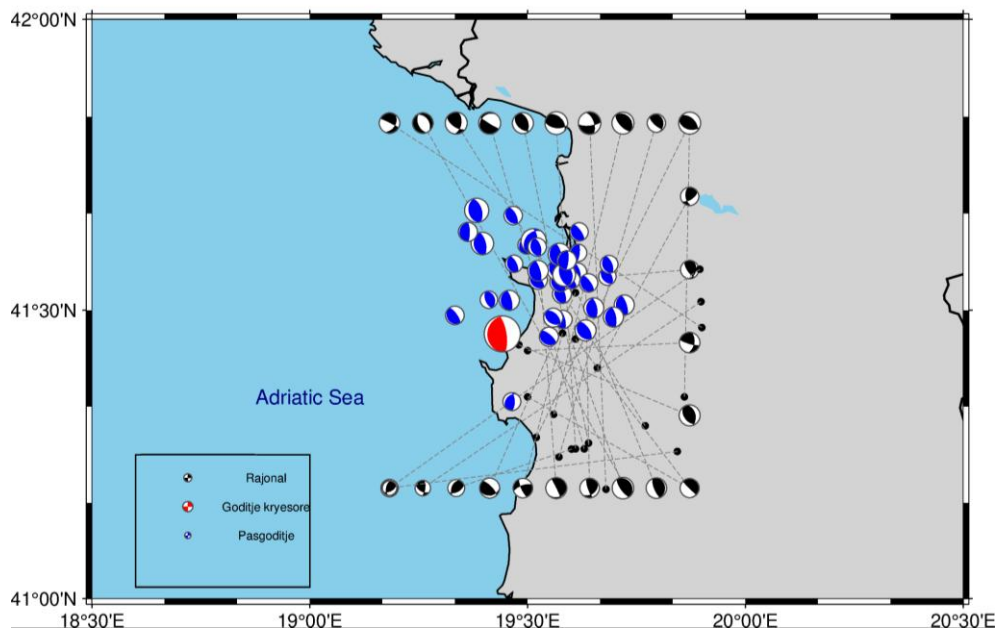 42°00'N
41°30'N
Adriatic Sea
Rajonal
Goditje kryesore
Pasgoditje
41°00'N
18°30'E 19°00'E 19°30'E 20°00'E 20°30'E